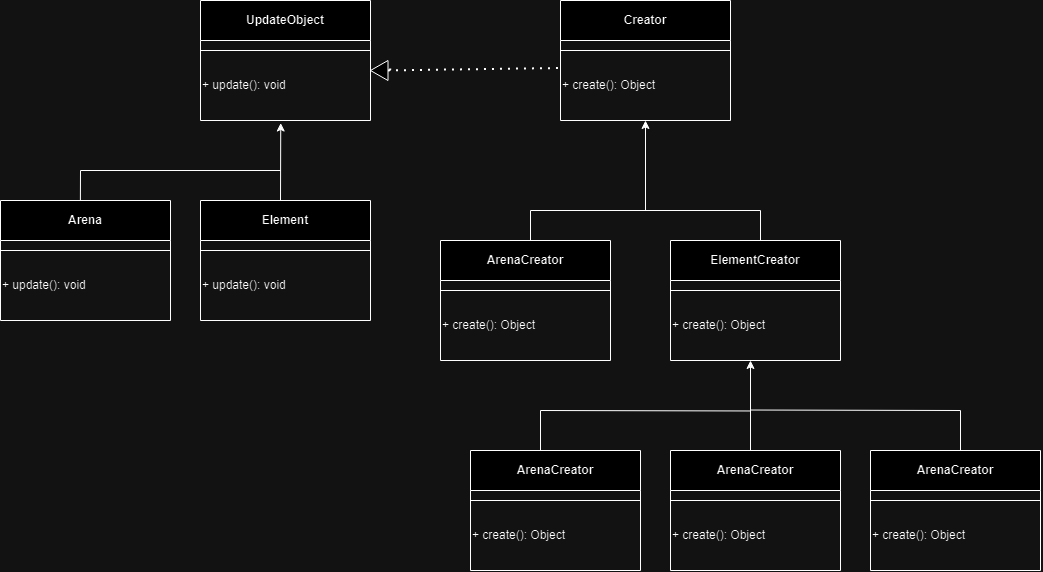 UpdateObject
+ update(): void
Creator
+ create(): Object
Arena
+ update(): void
Element
+ update(): void
ArenaCreator
+ create(): Object
ElementCreator
+ create(): Object
ArenaCreator
+ create(): Object
ArenaCreator
+ create(): Object
ArenaCreator
+ create(): Object